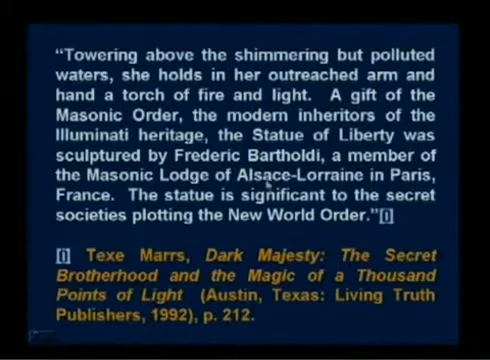 “Towering above the shimmering but polluted
waters, she holds in her outreached arm and
hand a torch of fire and light. A gift of the
Masonic Order, the modern inheritors of the
Illuminati heritage, the Statue of Liberty was
sculptured by Frederic Bartholdi, a member of
the Masonic Lodge of Alsace-Lorraine in Paris,
France. The statue is significant to the secret
societies plotting the New World Order.”[i]
[i] Texe Marrs, Dark Majesty: The Secret
Brotherhood and the Magic of a Thousand
Points of Light (Austin, Texas: Living Truth
Publishers, 1992), p. 212.